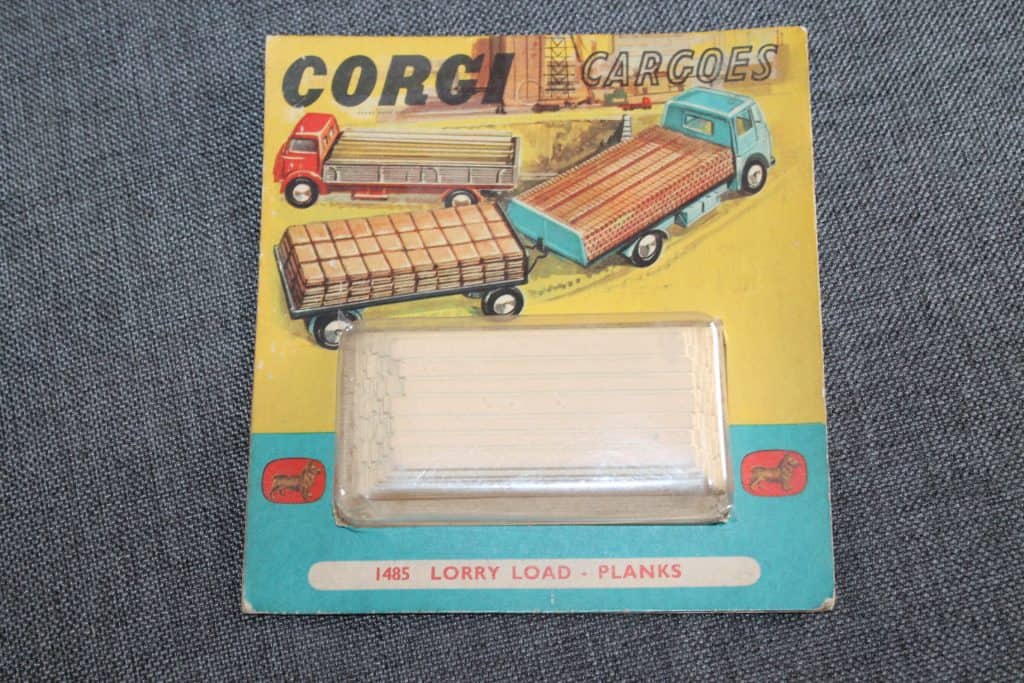 CORGI CARGOES
1485 LORRY LOAD - PLANKS